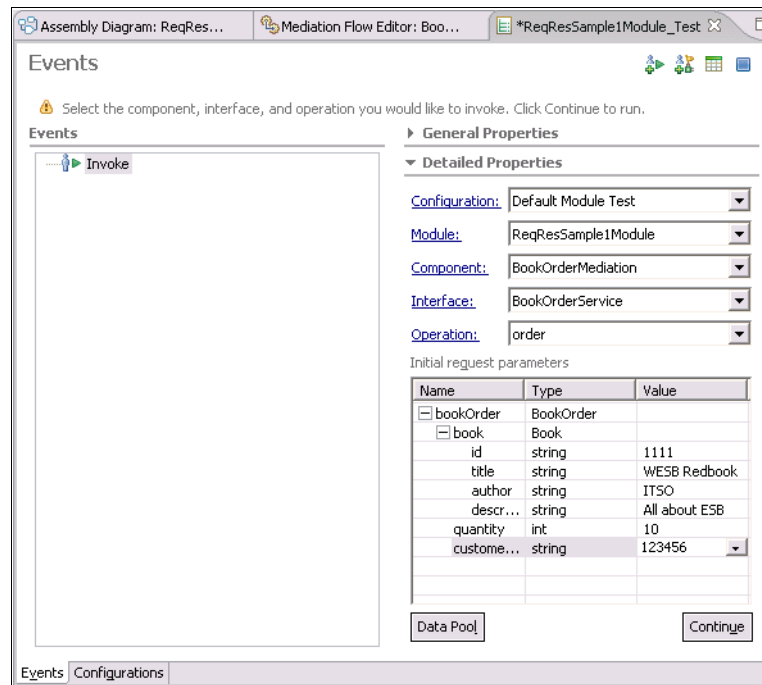 Assembly Diagram: ReqRes... Mediation Flow Editor: Boo... *ReqResSample1Module_Test
Events
Select the component, interface, and operation you would like to invoke. Click Continue to run.
Events
Invoke
General Properties
Detailed Properties
Configuration: Default Module Test
Module: ReqResSample1Module
Component: BookOrderMediation
Interface: BookOrderService
Operation: order
Initial request parameters
Name Type Value
bookOrder BookOrder
book Book
id string 1111
title string WESB Redbook
author string ITSO
descr... string All about ESB
quantity int 10
custome... string 123456
Data Pool Continue
Events Configurations